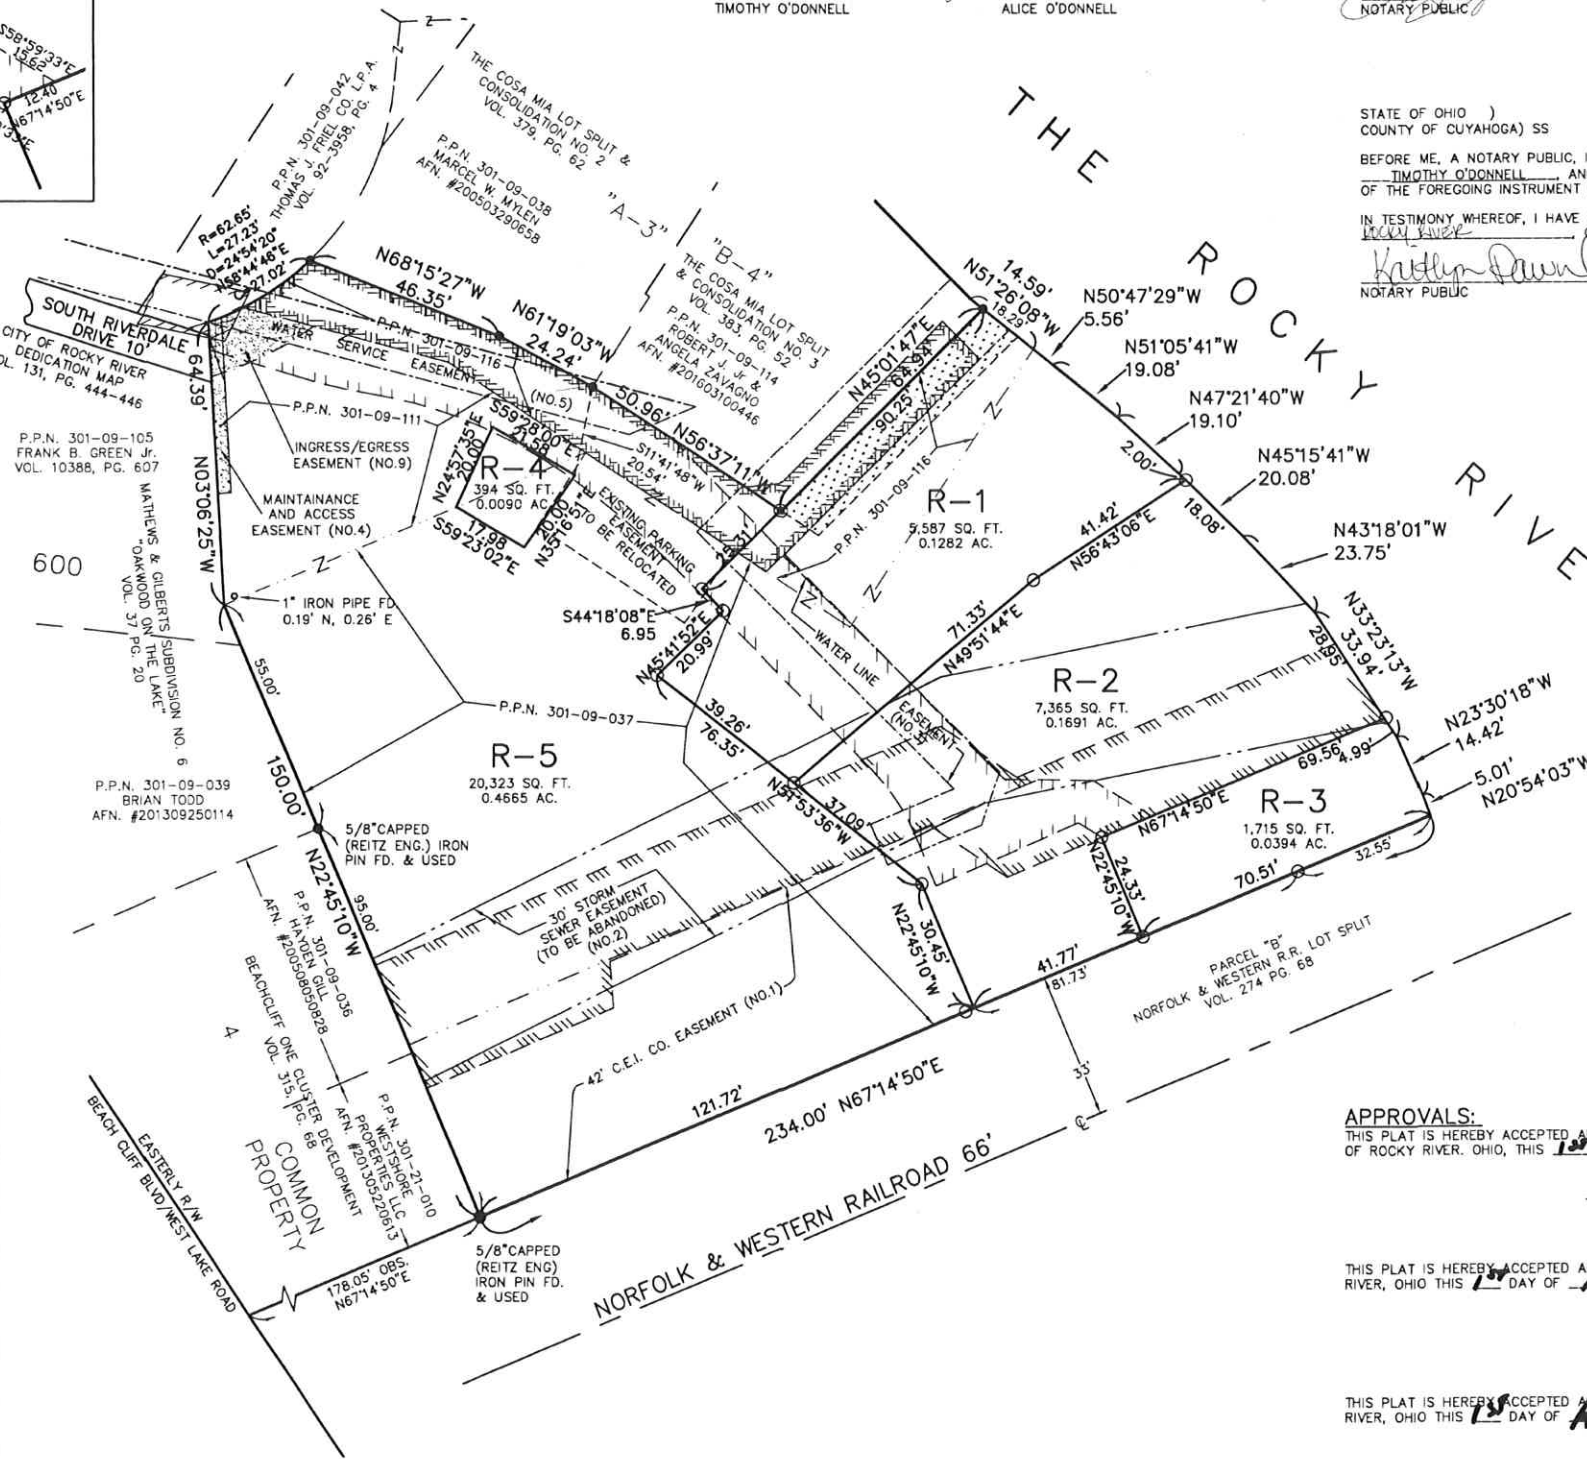 TIMOTHY O'DONNELL
ALICE O'DONNELL
NOTARY PUBLIC
S58°59'33"E
15.62
12.40
N67°14'50"E
STATE OF OHIO )
COUNTY OF CUYAHOGA) SS
BEFORE ME, A NOTARY PUBLIC,
TIMOTHY O'DONNELL
OF THE FOREGOING INSTRUMENT
IN TESTIMONY WHEREOF, I HAVE
Rocky River
Kaitlyn Dawn
NOTARY PUBLIC
THE
ROCKY
RIVE
P.P.N. 301-09-042
THOMAS J. FRIEL CO. L.P.A.
VOL. 92-3958, PG. 4
THE COSA MIA LOT SPLIT &
CONSOLIDATION NO. 2
VOL. 379, PG. 62
P.P.N. 301-09-038
MARCEL W. MYLEN
AFN. #200503290658
"A-3"
"B-4"
THE COSA MIA LOT SPLIT
& CONSOLIDATION NO. 3
VOL. 383, PG. 52
P.P.N. 301-09-114
ROBERT J. Jr &
ANGELA ZAVAGNO
AFN. #201603100446
R=62.65'
L=27.23'
D=24°54'20"
N58°44'48"E
27.02'
N68°15'27"W
46.35'
N61°19'03"W
24.24'
50.96'
N56°37'11"W
SOUTH RIVERDALE
DRIVE 10'
CITY OF ROCKY RIVER
DEDICATION MAP
VOL. 131, PG. 444-446
64.39'
N03°06'25"W
WATER SERVICE EASEMENT
(NO.5)
P.P.N. 301-09-116
P.P.N. 301-09-111
INGRESS/EGRESS
EASEMENT (NO.9)
MAINTAINANCE
AND ACCESS
EASEMENT (NO.4)
P.P.N. 301-09-105
FRANK B. GREEN Jr.
VOL. 10388, PG. 607
600
MATHEWS & GILBERTS SUBDIVISION NO. 6
"OAKWOOD ON THE LAKE"
VOL. 37 PG. 20
1" IRON PIPE FD.
0.19' N, 0.26' E
R-4
394 SQ. FT.
0.0090 AC.
S59°28'00"E
21.58
N24°57'35"E
20.00'
17.98
S59°23'02"E
N35°16'51"E
20.00
S11°41'48"W
20.54'
EXISTING PARKING
EASEMENT
TO BE RELOCATED
S44°18'08"E
6.95
N45°41'52"E
20.99'
N45°01'47"E
64.94'
90.25'
P.P.N. 301-09-116
R-1
5,587 SQ. FT.
0.1282 AC.
14.59'
N51°26'08"W
18.29'
N50°47'29"W
5.56'
N51°05'41"W
19.08'
N47°21'40"W
19.10'
2.00'
N45°15'41"W
20.08'
18.08'
N43°18'01"W
23.75'
N33°23'13"W
33.94'
28.95'
N23°30'18"W
14.42'
4.99'
5.01'
N20°54'03"W
41.42'
N56°43'06"E
71.33'
N49°51'44"E
WATER LINE
EASEMENT
R-2
7,365 SQ. FT.
0.1691 AC.
R-3
1,715 SQ. FT.
0.0394 AC.
69.56'
N67°14'50"E
24.33'
N22°45'10"W
70.51'
32.55'
R-5
20,323 SQ. FT.
0.4665 AC.
P.P.N. 301-09-037
39.26'
76.35'
37.09'
N51°53'36"W
30.45'
N22°45'10"W
55.00'
150.00'
N22°45'10"W
95.00'
P.P.N. 301-09-039
BRIAN TODD
AFN. #201309250114
5/8"CAPPED
(REITZ ENG.) IRON
PIN FD. & USED
30' STORM
SEWER EASEMENT
(TO BE ABANDONED)
(NO.2)
42' C.E.I. CO. EASEMENT (NO.1)
41.77'
81.73'
PARCEL "B"
NORFOLK & WESTERN R.R. LOT SPLIT
VOL. 274 PG. 68
33'
121.72'
234.00' N67°14'50"E
NORFOLK & WESTERN RAILROAD 66'
P.P.N. 301-09-036
HAYDEN GILL
AFN. #200508050828
4
BEACHCLIFF ONE CLUSTER DEVELOPMENT
VOL. 315, PG. 68
P.P.N. 301-21-010
WESTSHORE
PROPERTIES LLC
AFN. #201305220613
COMMON
PROPERTY
EASTERLY R/W
BEACH CLIFF BLVD/WEST LAKE ROAD
178.05' OBS.
N67°14'50"E
5/8"CAPPED
(REITZ ENG)
IRON PIN FD.
& USED
APPROVALS:
THIS PLAT IS HEREBY ACCEPTED
OF ROCKY RIVER. OHIO, THIS 1st
THIS PLAT IS HEREBY ACCEPTED
RIVER, OHIO THIS 1st DAY OF
THIS PLAT IS HEREBY ACCEPTED
RIVER, OHIO THIS 1st DAY OF